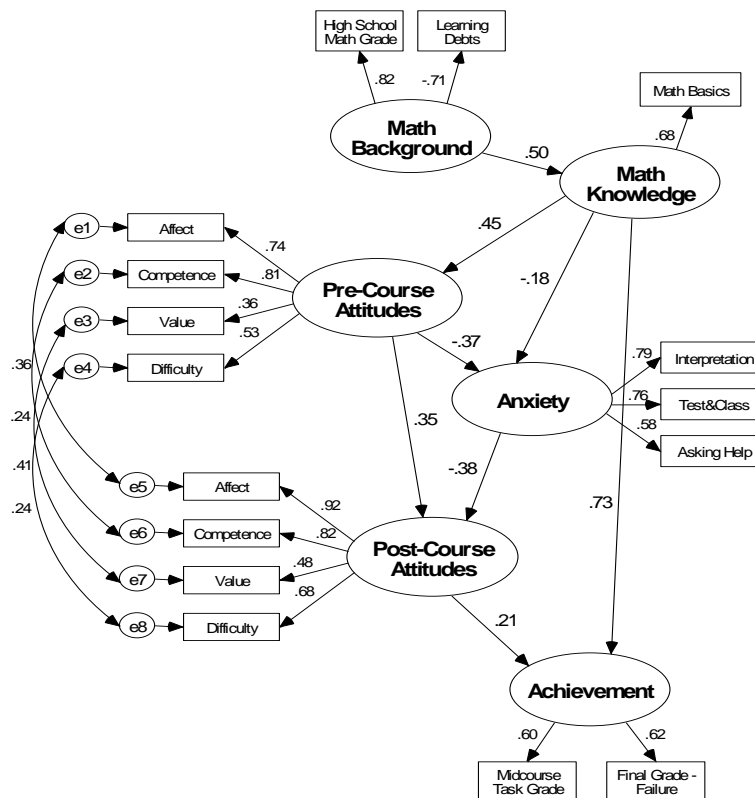 High School
Math Grade
Learning
Debts
.82
-.71
Math Basics
Math
Background
.68
.50
Math
Knowledge
e1
Affect
.74
.45
e2
Competence
.81
-.18
Pre-Course
Attitudes
e3
Value
.36
.53
-.37
e4
Difficulty
.36
.79
Interpretation
Anxiety
.76
Test&Class
.24
.35
.58
Asking Help
.41
-.38
e5
Affect
.92
.73
.24
e6
Competence
.82
Post-Course
Attitudes
e7
Value
.48
.68
e8
Difficulty
.21
Achievement
.60
.62
Midcourse
Task Grade
Final Grade -
Failure